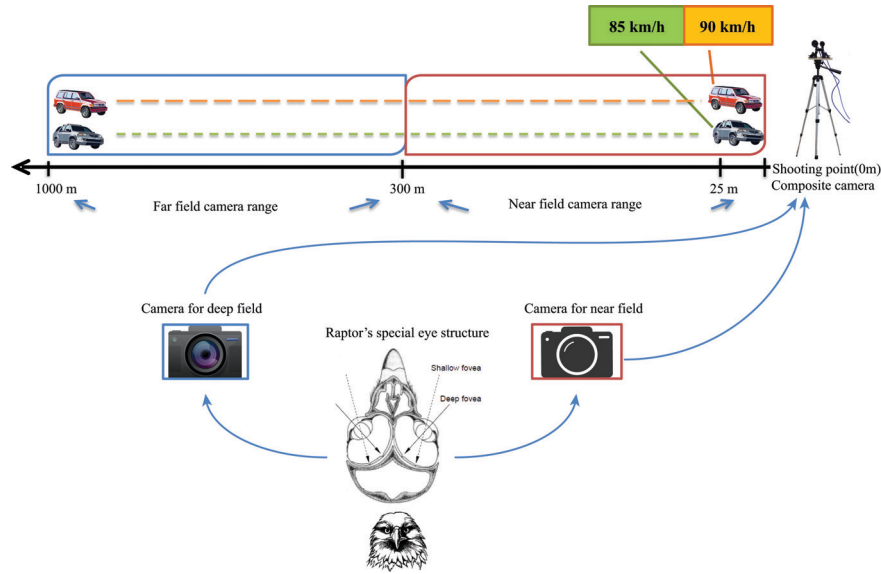 85 km/h
90 km/h
1000 m
300 m
25 m
Shooting point(0m)
Composite camera
Far field camera range
Near field camera range
Camera for deep field
Camera for near field
Raptor's special eye structure
Shallow fovea
Deep fovea